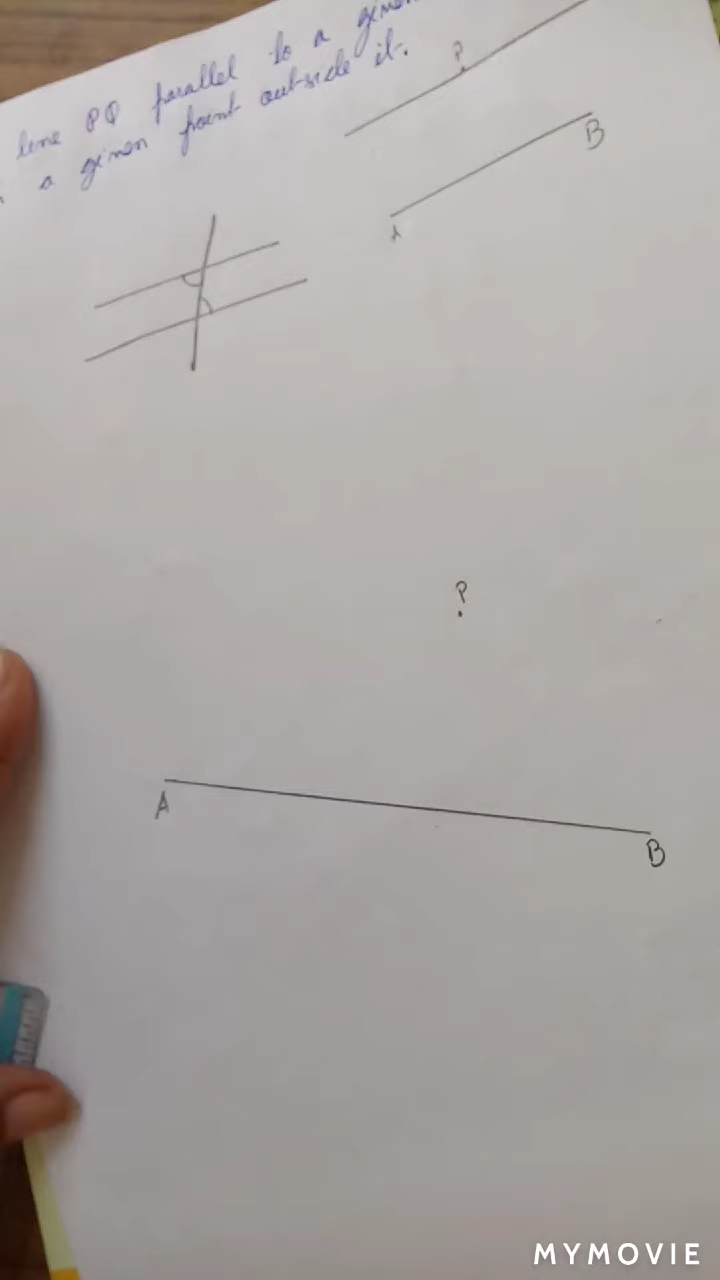 line PQ parallel to a given
a given point outside it.
P
B
A
P
A
B
MYMOVIE